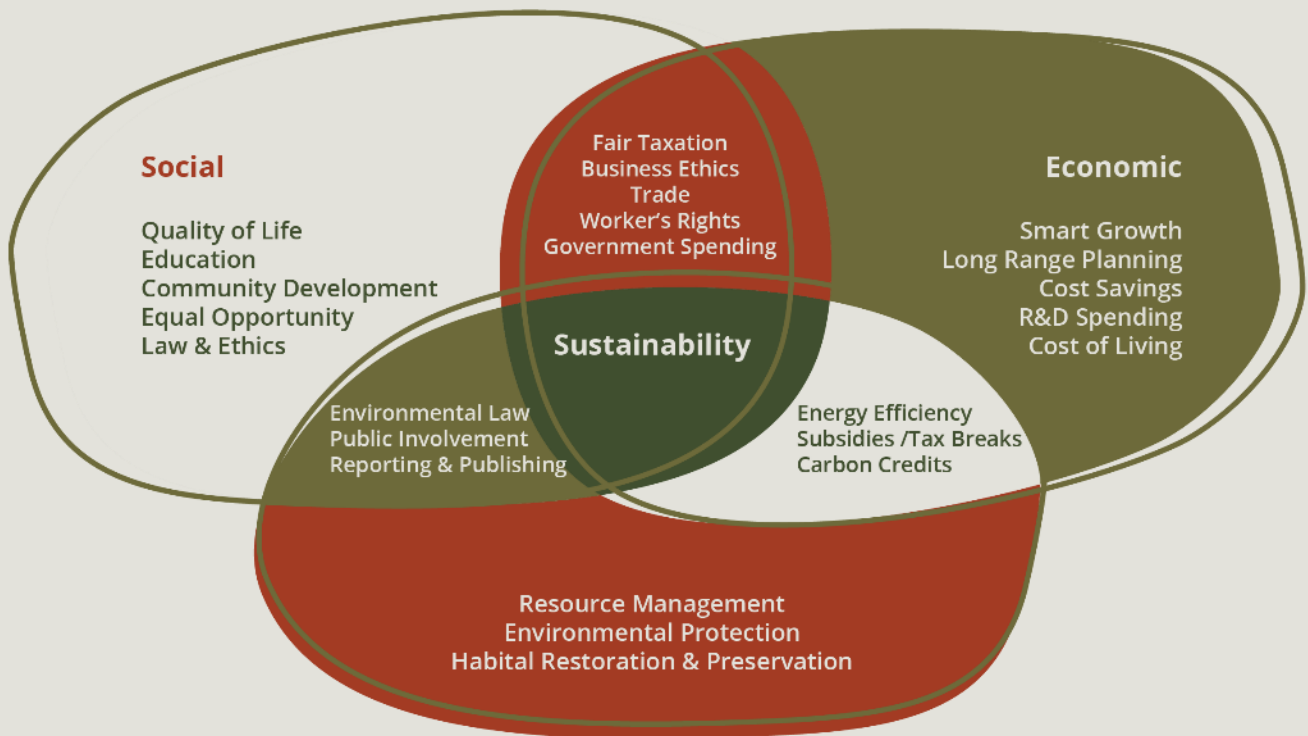 Social
Quality of Life
Education
Community Development
Equal Opportunity
Law & Ethics
Fair Taxation
Business Ethics
Trade
Worker’s Rights
Government Spending
Economic
Smart Growth
Long Range Planning
Cost Savings
R&D Spending
Cost of Living
Sustainability
Environmental Law
Public Involvement
Reporting & Publishing
Energy Efficiency
Subsidies /Tax Breaks
Carbon Credits
Resource Management
Environmental Protection
Habital Restoration & Preservation